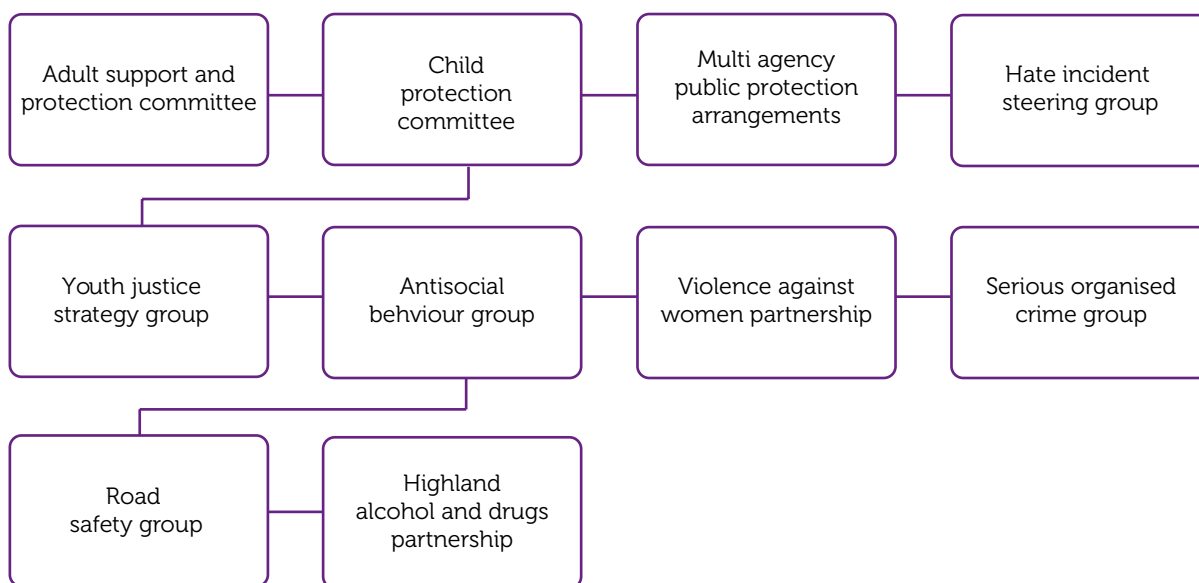 Adult support and
protection committee
Child
protection
committee
Multi agency
public protection
arrangements
Hate incident
steering group
Youth justice
strategy group
Antisocial
behviour group
Violence against
women partnership
Serious organised
crime group
Road
safety group
Highland
alcohol and drugs
partnership